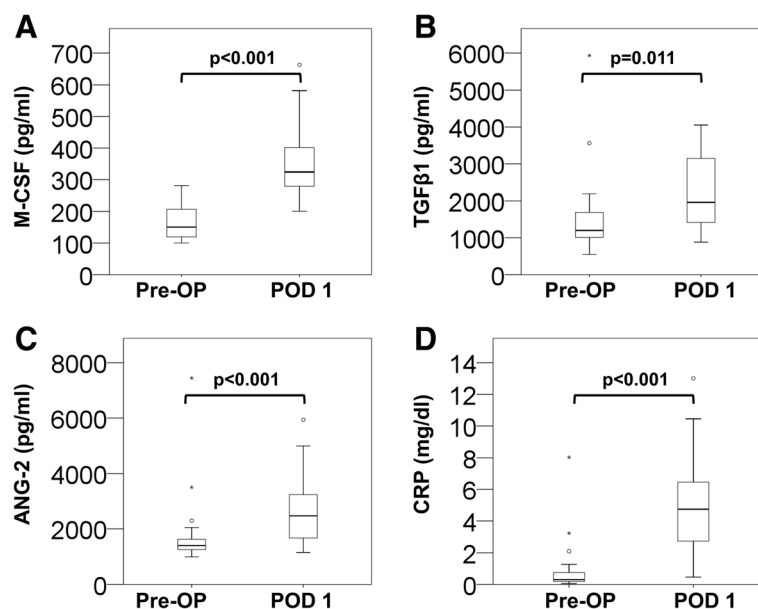 A
M-CSF (pg/ml)
700
600
500
400
300
200
100
0
p<0.001
Pre-OP POD 1
B
TGFβ1 (pg/ml)
6000
5000
4000
3000
2000
1000
0
p=0.011
Pre-OP POD 1
C
ANG-2 (pg/ml)
8000
6000
4000
2000
0
p<0.001
Pre-OP POD 1
D
CRP (mg/dl)
14
12
10
8
6
4
2
0
p<0.001
Pre-OP POD 1